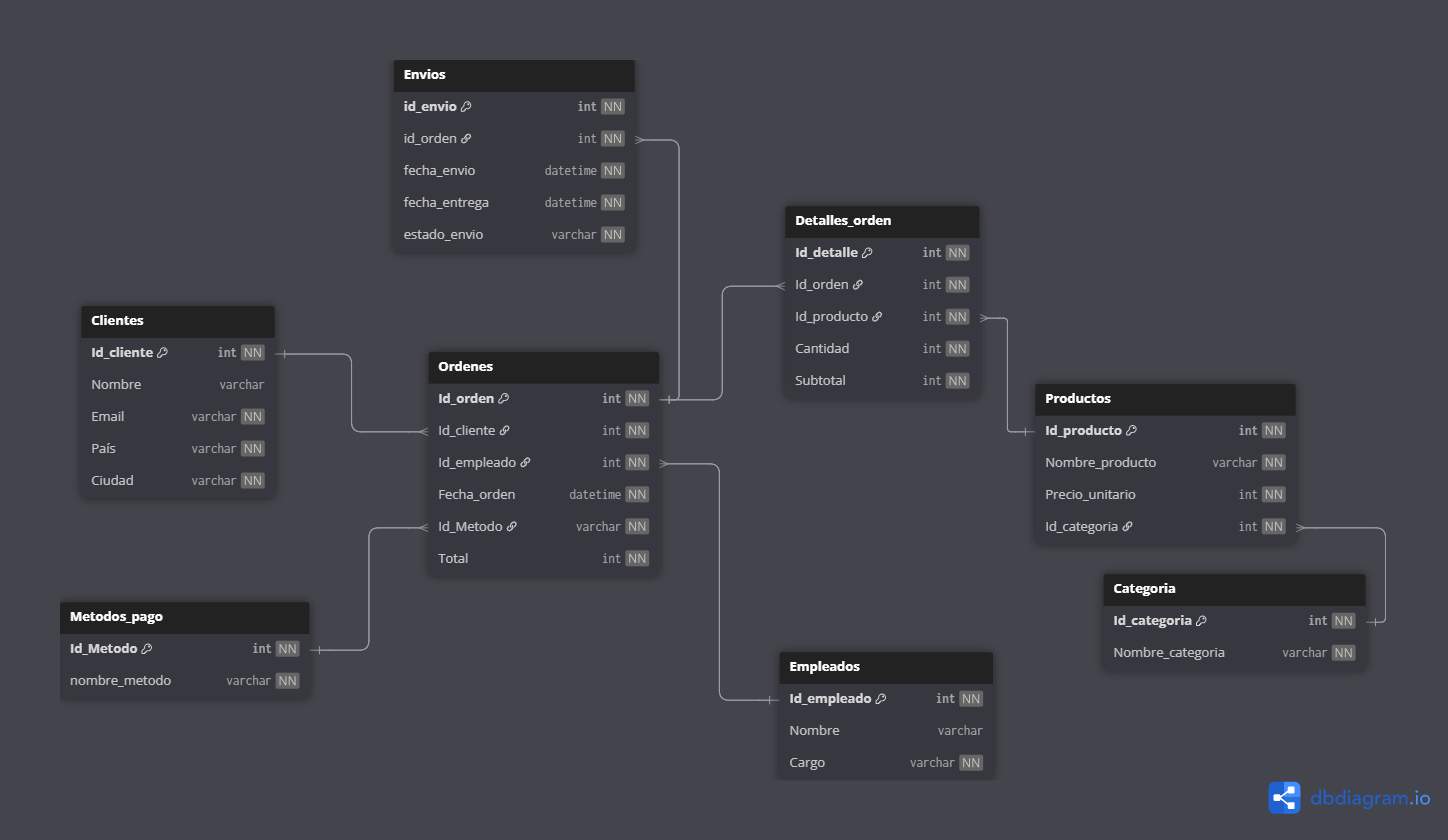 Envios
id_envio int NN
id_orden int NN
fecha_envio datetime NN
fecha_entrega datetime NN
estado_envio varchar NN
Detalles_orden
Id_detalle int NN
Id_orden int NN
Id_producto int NN
Cantidad int NN
Subtotal int NN
Clientes
Id_cliente int NN
Nombre varchar
Email varchar NN
País varchar NN
Ciudad varchar NN
Ordenes
Id_orden int NN
Id_cliente int NN
Id_empleado int NN
Fecha_orden datetime NN
Id_Metodo varchar NN
Total int NN
Productos
Id_producto int NN
Nombre_producto varchar NN
Precio_unitario int NN
Id_categoria int NN
Categoria
Id_categoria int NN
Nombre_categoria varchar NN
Metodos_pago
Id_Metodo int NN
nombre_metodo varchar NN
Empleados
Id_empleado int NN
Nombre varchar
Cargo varchar NN
dbdiagram.io